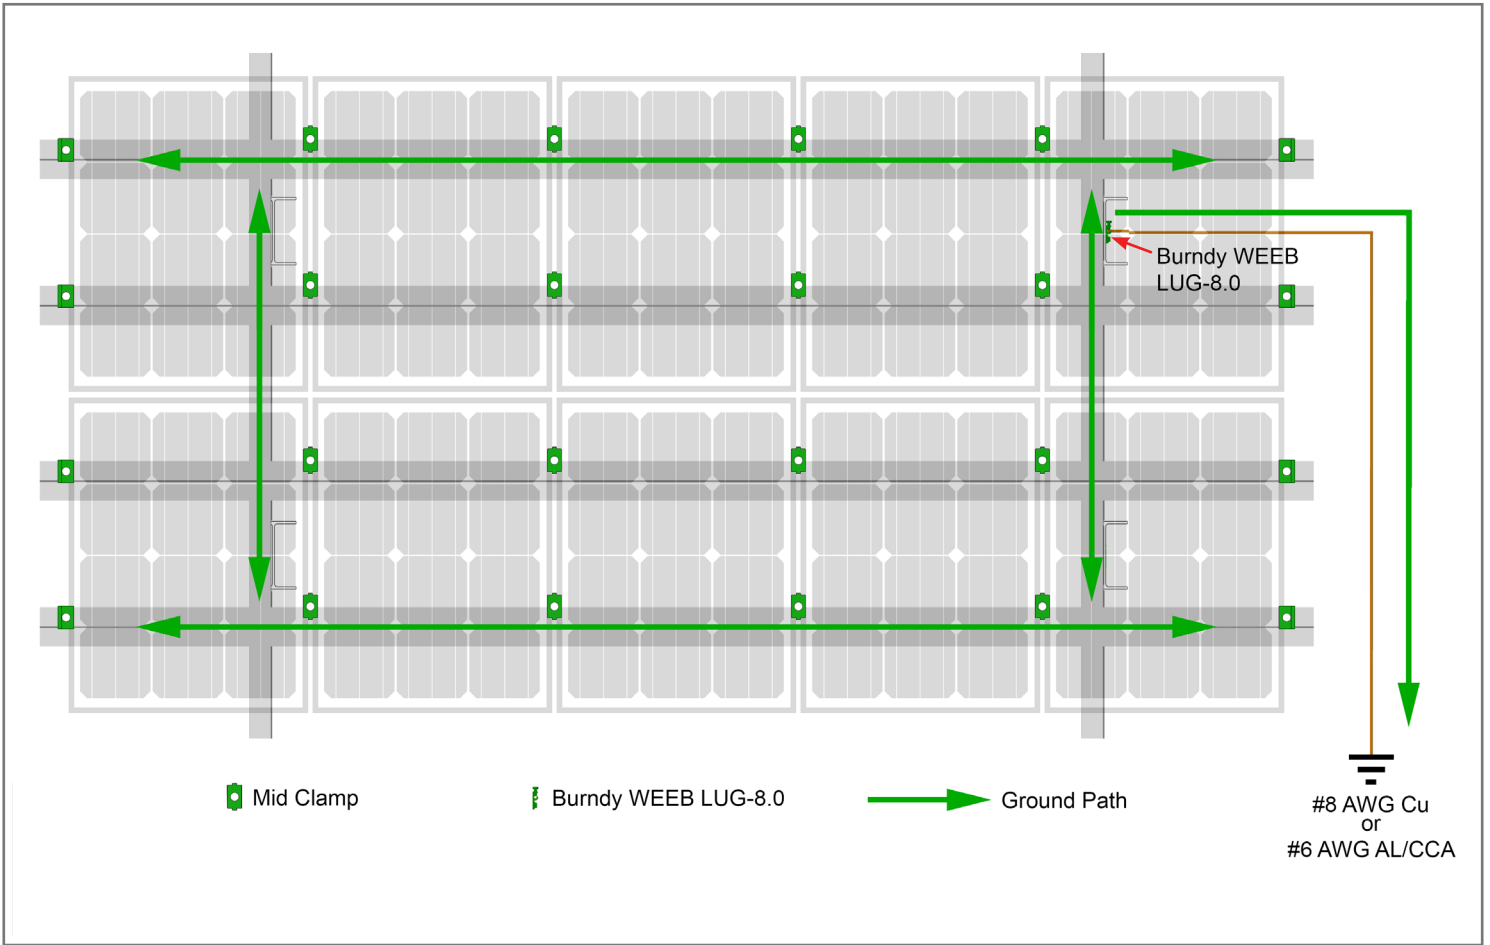 Burndy WEEB
LUG-8.0
Mid Clamp
Burndy WEEB LUG-8.0
Ground Path
#8 AWG Cu
or
#6 AWG AL/CCA